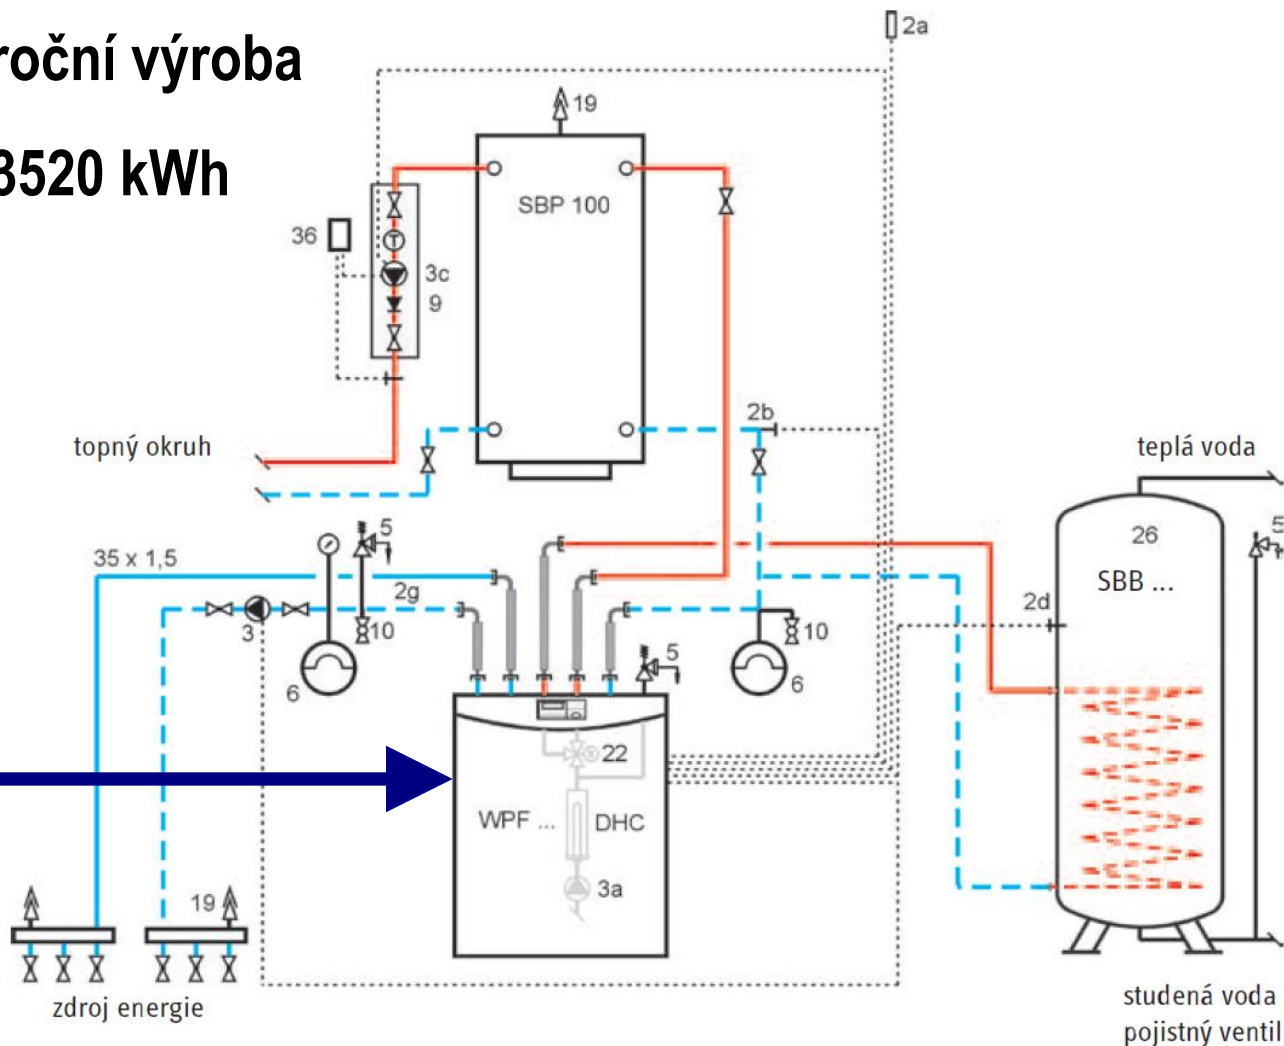 roční výroba
3520 kWh
2a
19
SBP 100
36
T
3c
9
2b
topný okruh
teplá voda
5
26
5
35 x 1,5
SBB ...
2g
2d
3
10
10
5
6
6
22
WPF ...
DHC
3a
19
zdroj energie
studená voda
pojistný ventil